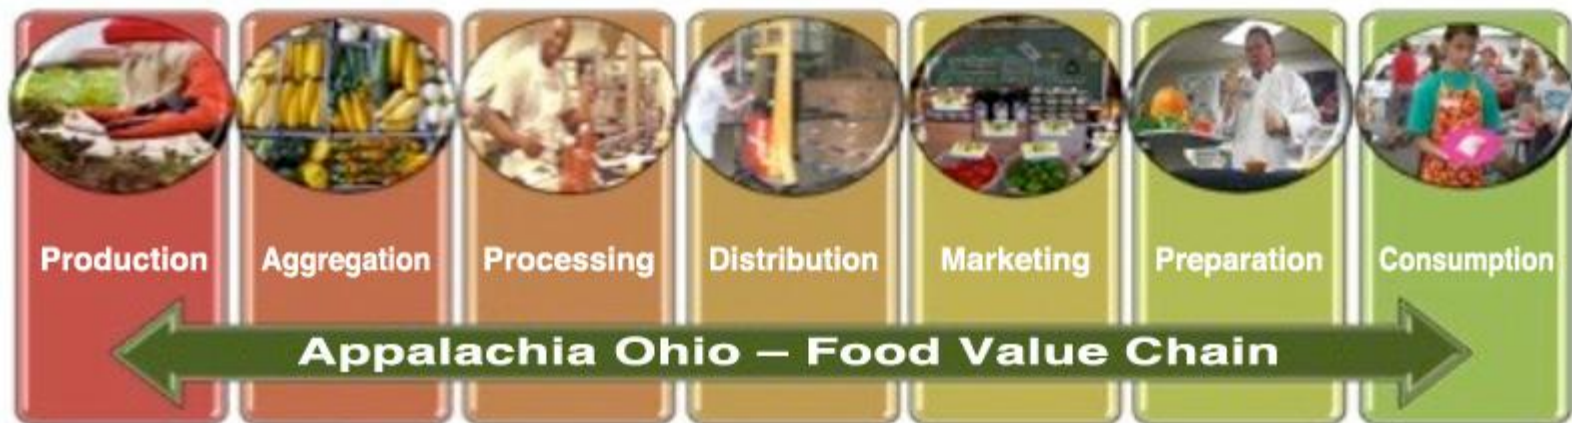 Production
Aggregation
Processing
Distribution
Marketing
Preparation
Consumption
Appalachia Ohio – Food Value Chain